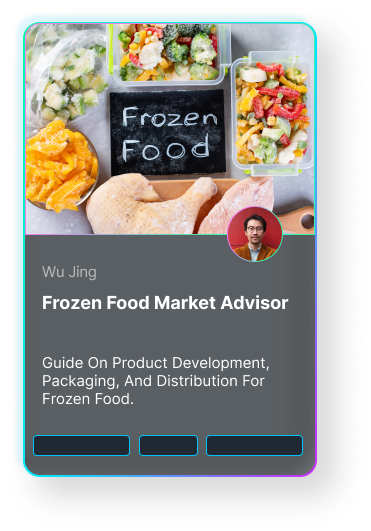 Frozen
Food
Wu Jing
Frozen Food Market Advisor
Guide On Product Development,
Packaging, And Distribution For
Frozen Food.